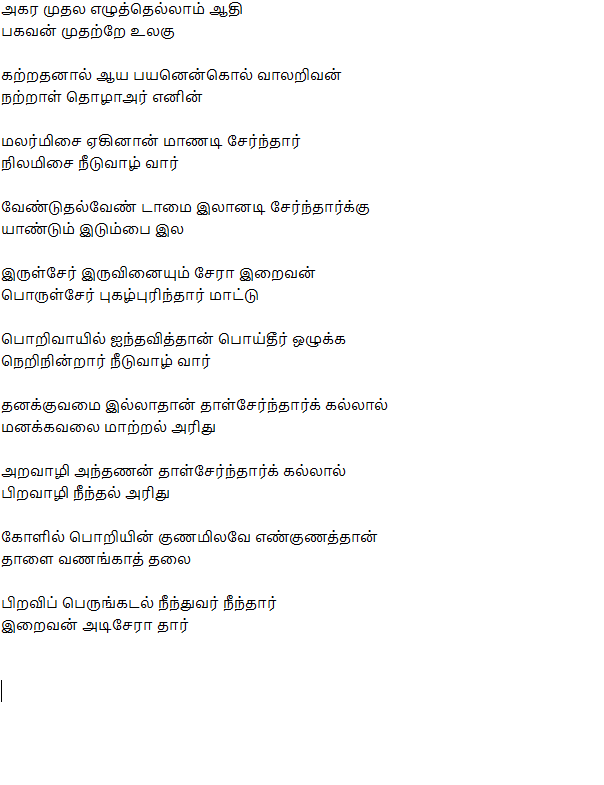 அகர முதல எழுத்தெல்லாம் ஆதி
பகவன் முதற்றே உலகு
கற்றதனால் ஆய பயனென்கொல் வாலறிவன்
நற்றாள் தொழாஅர் எனின்
மலர்மிசை ஏகினான் மாணடி சேர்ந்தார்
நிலமிசை நீடுவாழ் வார்
வேண்டுதல்வேண் டாமை இலானடி சேர்ந்தார்க்கு
யாண்டும் இடும்பை இல
இருள்சேர் இருவினையும் சேரா இறைவன்
பொருள்சேர் புகழ்புரிந்தார் மாட்டு
பொறிவாயில் ஐந்தவித்தான் பொய்தீர் ஒழுக்க
நெறிநின்றார் நீடுவாழ் வார்
தனக்குவமை இல்லாதான் தாள்சேர்ந்தார்க் கல்லால்
மனக்கவலை மாற்றல் அரிது
அறவாழி அந்தணன் தாள்சேர்ந்தார்க் கல்லால்
பிறவாழி நீந்தல் அரிது
கோளில் பொறியின் குணமிலவே எண்குணத்தான்
தாளை வணங்காத் தலை
பிறவிப் பெருங்கடல் நீந்துவர் நீந்தார்
இறைவன் அடிசேரா தார்